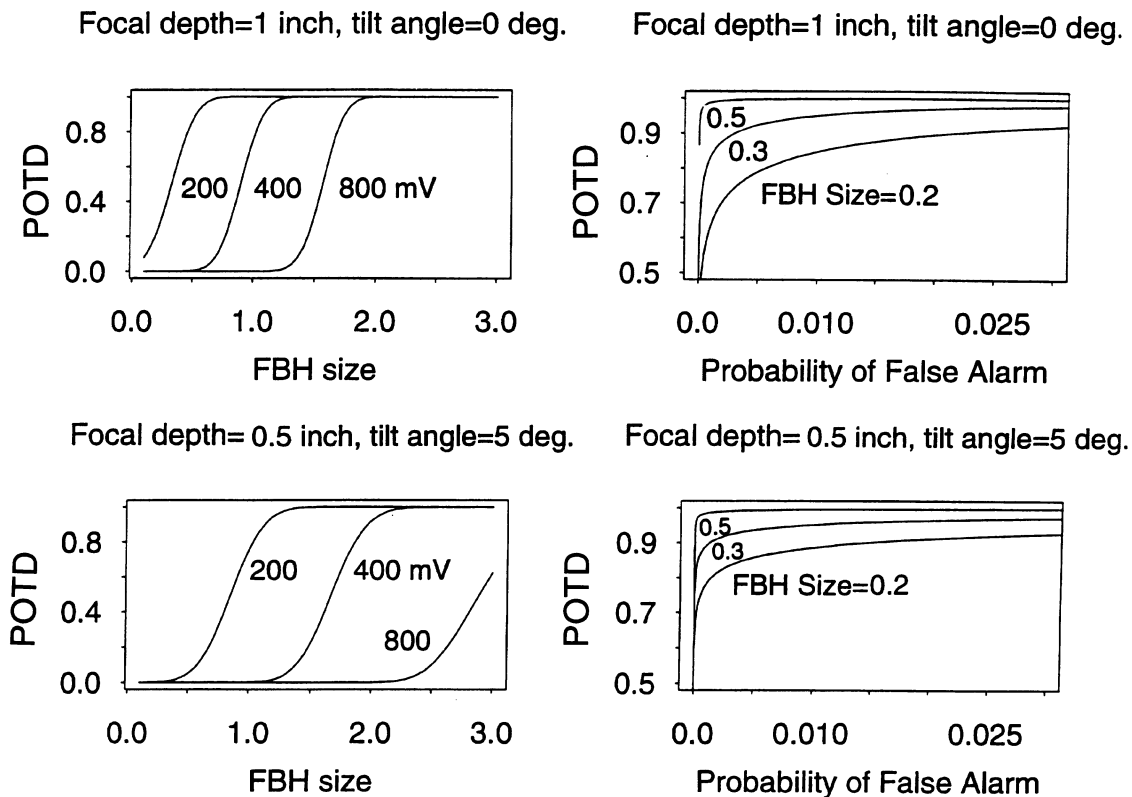 Focal depth=1 inch, tilt angle=0 deg.
POTD
0.8
0.4
0.0
200
400
800 mV
0.0
1.0
2.0
3.0
FBH size
Focal depth=1 inch, tilt angle=0 deg.
POTD
0.9
0.7
0.5
0.5
0.3
FBH Size=0.2
0.0
0.010
0.025
Probability of False Alarm
Focal depth= 0.5 inch, tilt angle=5 deg.
POTD
0.8
0.4
0.0
200
400 mV
800
0.0
1.0
2.0
3.0
FBH size
Focal depth= 0.5 inch, tilt angle=5 deg.
POTD
0.9
0.7
0.5
0.5
0.3
FBH Size=0.2
0.0
0.010
0.025
Probability of False Alarm